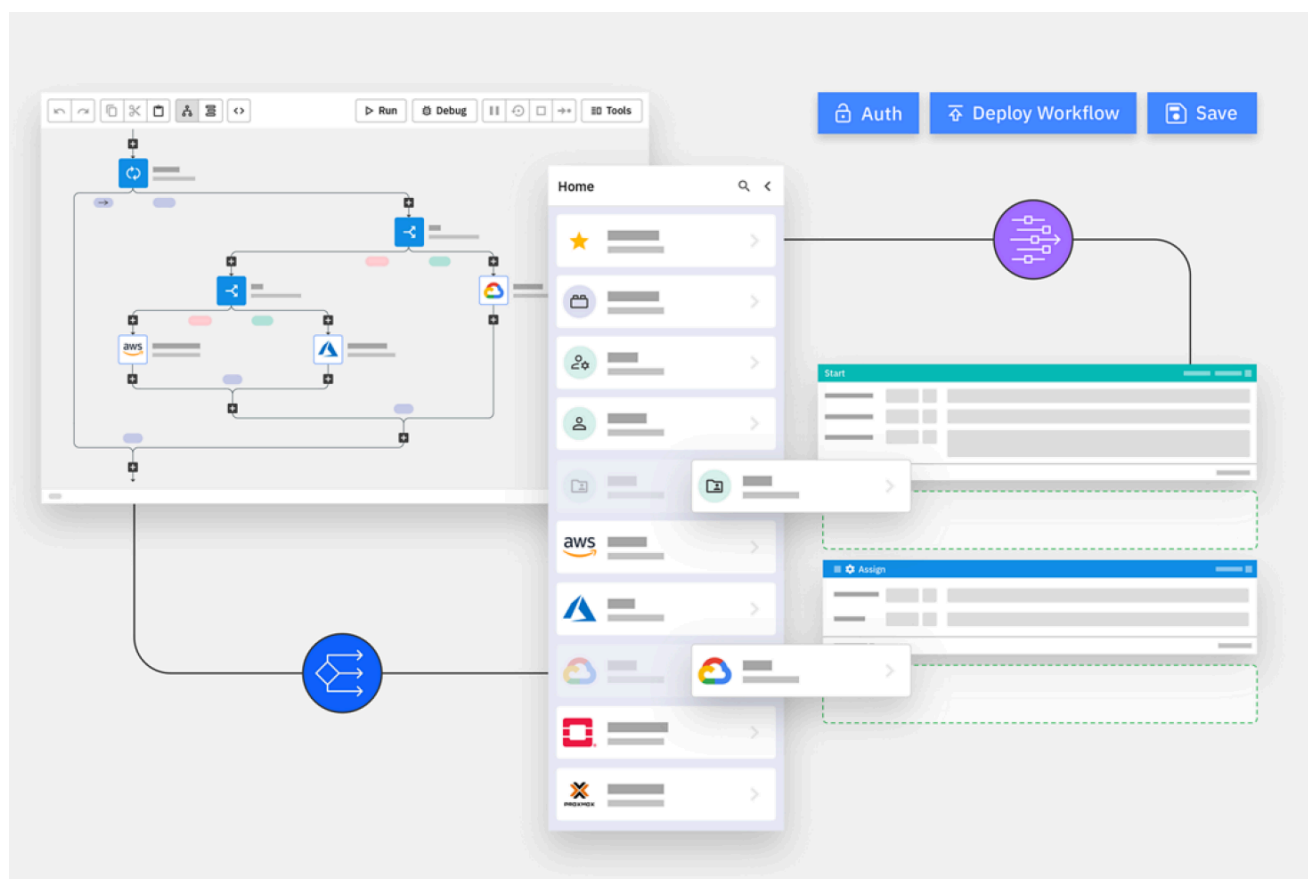 Run Debug Tools
Auth Deploy Workflow Save
Home
aws
Start
aws
Assign
PROXMOX